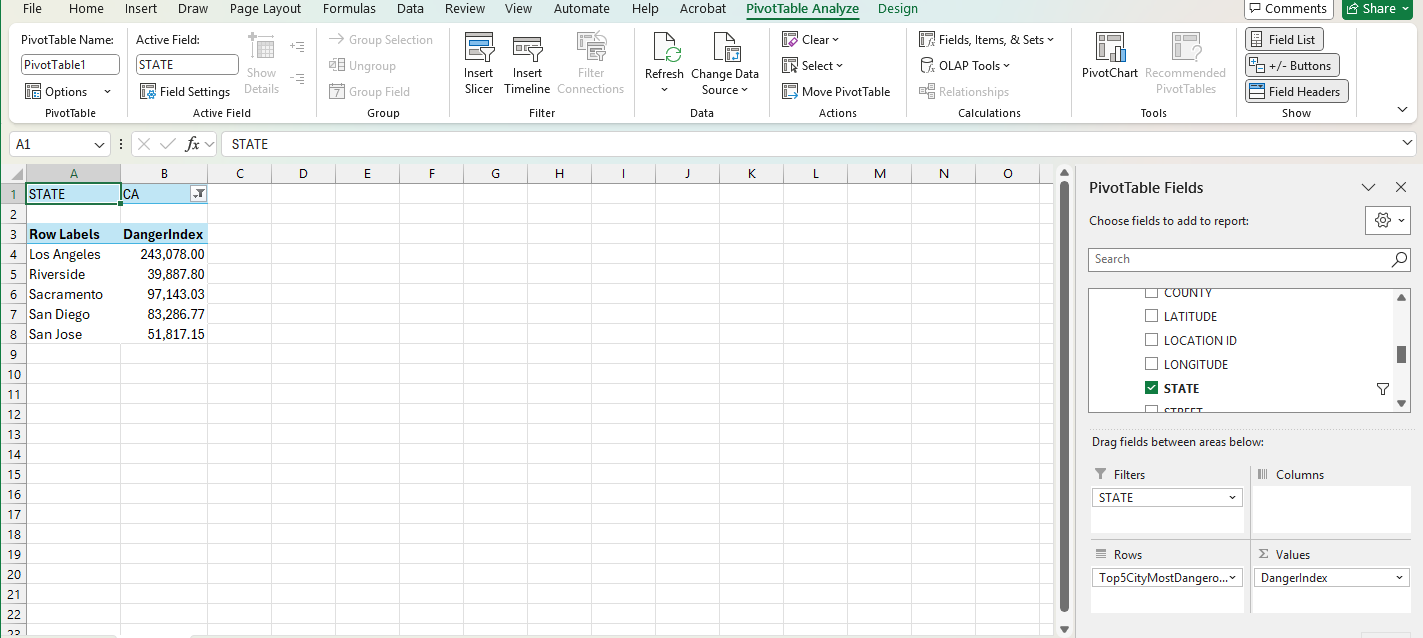 File Home Insert Draw Page Layout Formulas Data Review View Automate Help Acrobat PivotTable Analyze Design Comments Share
PivotTable Name: Active Field:
PivotTable1 STATE
Options Field Settings
Show Details
PivotTable Active Field
Group Selection
Ungroup
Group Field
Group
Insert Slicer Insert Timeline Filter Connections
Filter
Refresh Change Data Source
Data
Clear
Select
Move PivotTable
Actions
Fields, Items, & Sets
OLAP Tools
Relationships
Calculations
PivotChart Recommended PivotTables
Tools
Field List
+/- Buttons
Field Headers
Show
A1 fx STATE
A B C D E F G H I J K L M N O
1 STATE CA
2
3 Row Labels DangerIndex
4 Los Angeles 243,078.00
5 Riverside 39,887.80
6 Sacramento 97,143.03
7 San Diego 83,286.77
8 San Jose 51,817.15
9
10
11
12
13
14
15
16
17
18
19
20
21
22
23
PivotTable Fields
Choose fields to add to report:
Search
COUNTY
LATITUDE
LOCATION ID
LONGITUDE
STATE
STREET
Drag fields between areas below:
Filters Columns
STATE
Rows Σ Values
Top5CityMostDangero... DangerIndex